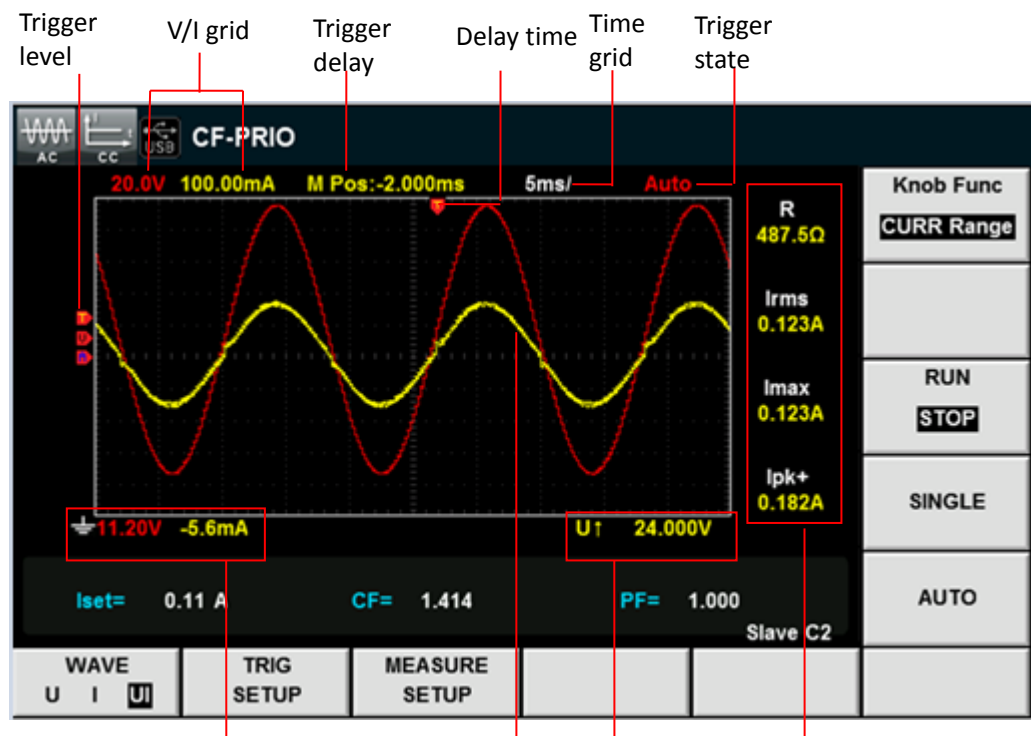 Trigger level
V/I grid
Trigger delay
Delay time
Time grid
Trigger state
AC
CC
USB
CF-PRIO
20.0V 100.00mA M Pos:-2.000ms 5ms/ Auto
R
487.5Ω
Irms
0.123A
Imax
0.123A
Ipk+
0.182A
T
U
T
11.20V -5.6mA
U↑ 24.000V
Iset= 0.11 A CF= 1.414 PF= 1.000
Slave C2
Knob Func
CURR Range
RUN
STOP
SINGLE
AUTO
WAVE
U I UI
TRIG
SETUP
MEASURE
SETUP